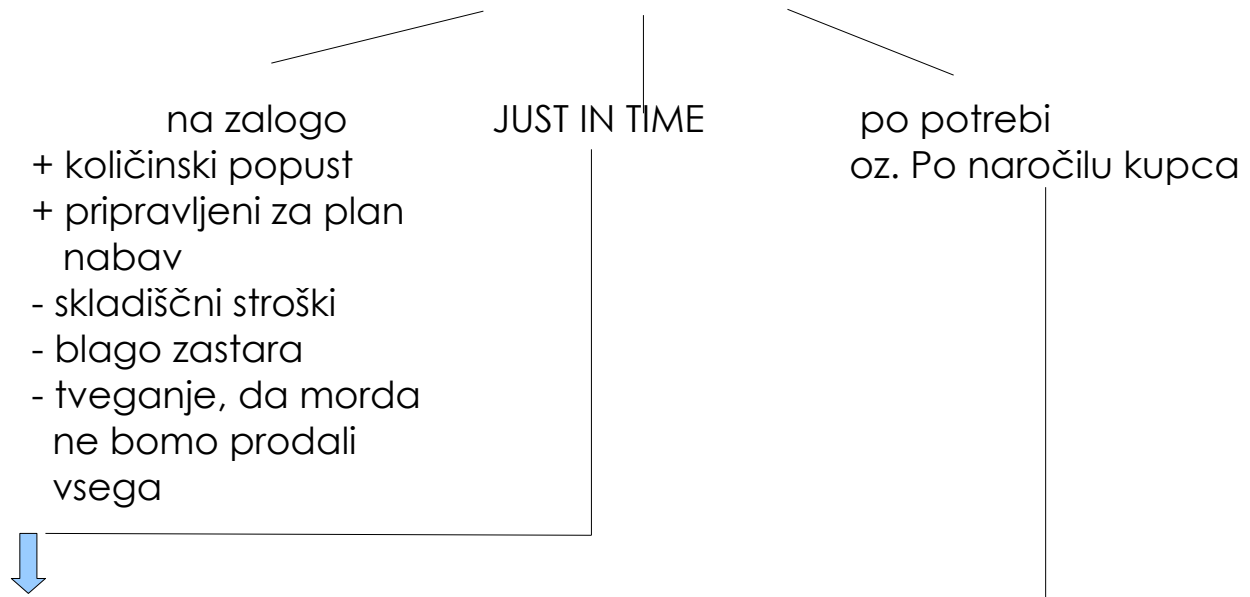 na zalogo
+ količinski popust
+ pripravljeni za plan
nabav
- skladiščni stroški
- blago zastara
- tveganje, da morda
ne bomo prodali
vsega
JUST IN TIME
po potrebi
oz. Po naročilu kupca